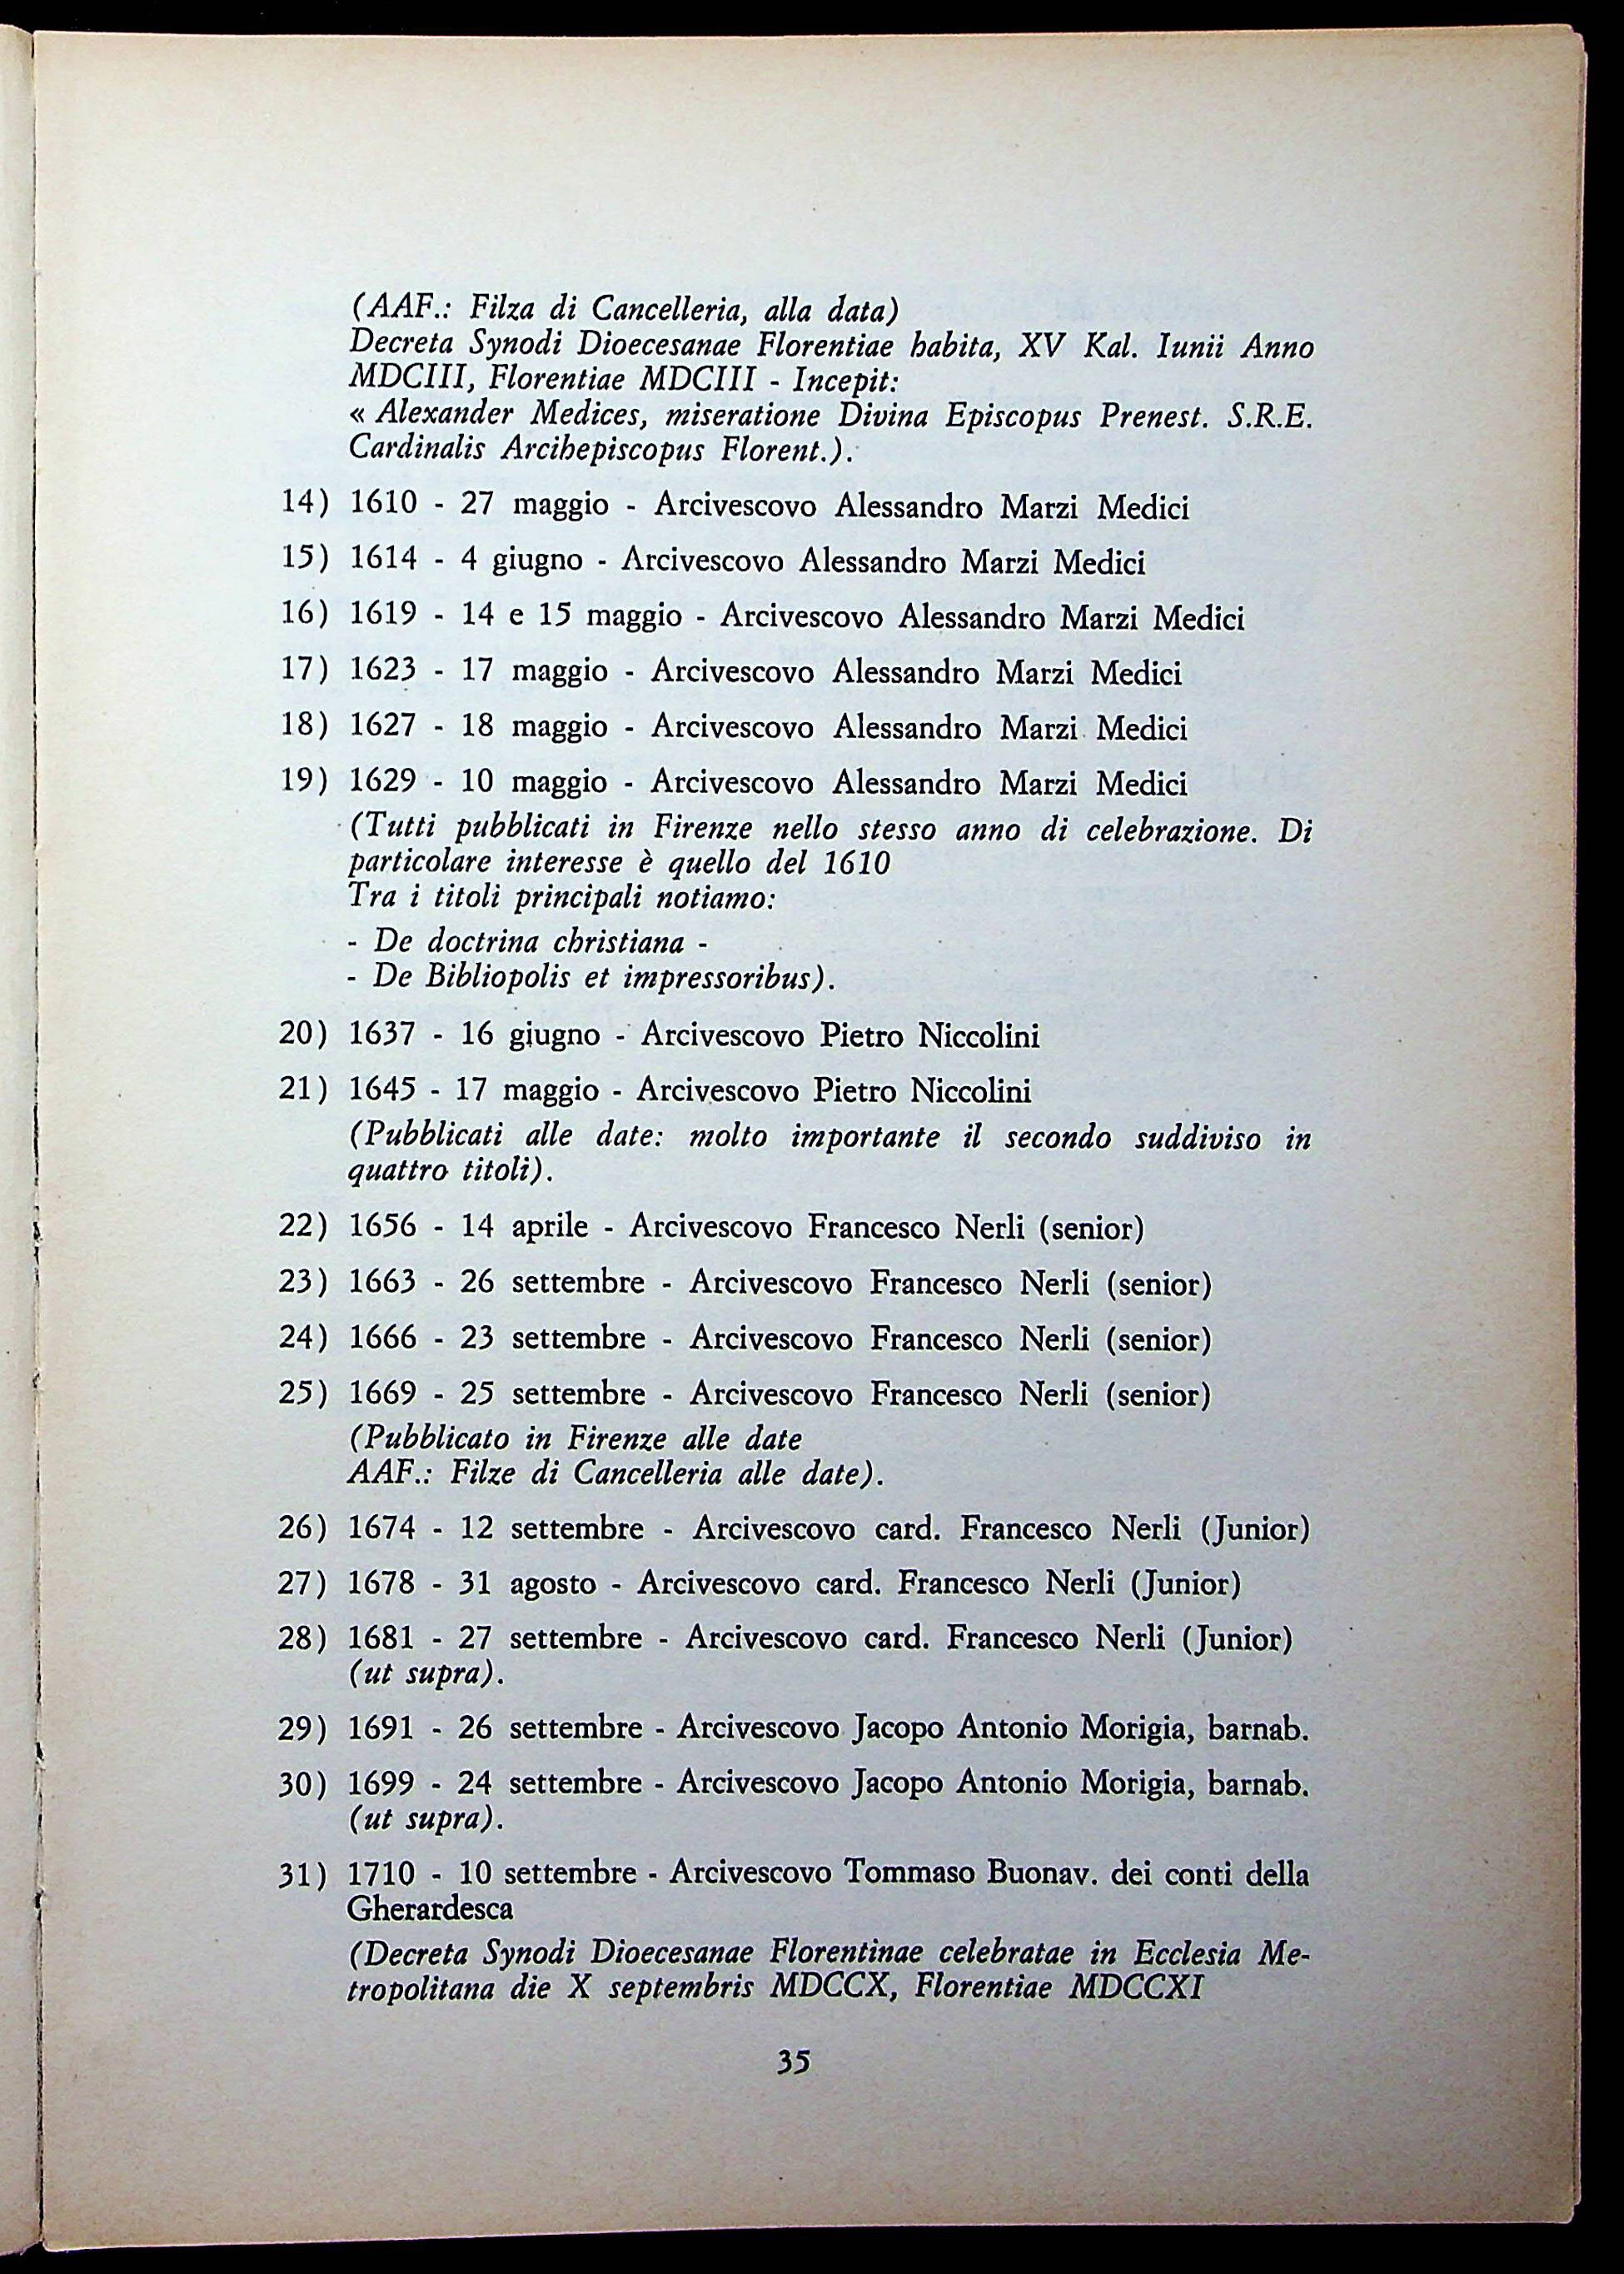 (AAF.: Filza di Cancelleria, alla data)
Decreta Synodi Dioecesanae Florentiae habita, XV Kal. Iunii Anno
MDCIII, Florentiae MDCIII - Incepit:
« Alexander Medices, miseratione Divina Episcopus Prenest. S.R.E.
Cardinalis Arcihepiscopus Florent.).
14) 1610 - 27 maggio - Arcivescovo Alessandro Marzi Medici
15) 1614 - 4 giugno - Arcivescovo Alessandro Marzi Medici
16) 1619 - 14 e 15 maggio - Arcivescovo Alessandro Marzi Medici
17) 1623 - 17 maggio - Arcivescovo Alessandro Marzi Medici
18) 1627 - 18 maggio - Arcivescovo Alessandro Marzi Medici
19) 1629 - 10 maggio - Arcivescovo Alessandro Marzi Medici
(Tutti pubblicati in Firenze nello stesso anno di celebrazione. Di
particolare interesse è quello del 1610
Tra i titoli principali notiamo:
- De doctrina christiana -
- De Bibliopolis et impressoribus).
20) 1637 - 16 giugno - Arcivescovo Pietro Niccolini
21) 1645 - 17 maggio - Arcivescovo Pietro Niccolini
(Pubblicati alle date: molto importante il secondo suddiviso in
quattro titoli).
22) 1656 - 14 aprile - Arcivescovo Francesco Nerli (senior)
23) 1663 - 26 settembre - Arcivescovo Francesco Nerli (senior)
24) 1666 - 23 settembre - Arcivescovo Francesco Nerli (senior)
25) 1669 - 25 settembre - Arcivescovo Francesco Nerli (senior)
(Pubblicato in Firenze alle date
AAF.: Filze di Cancelleria alle date).
26) 1674 - 12 settembre - Arcivescovo card. Francesco Nerli (Junior)
27) 1678 - 31 agosto - Arcivescovo card. Francesco Nerli (Junior)
28) 1681 - 27 settembre - Arcivescovo card. Francesco Nerli (Junior)
(ut supra).
29) 1691 - 26 settembre - Arcivescovo Jacopo Antonio Morigia, barnab.
30) 1699 - 24 settembre - Arcivescovo Jacopo Antonio Morigia, barnab.
(ut supra).
31) 1710 - 10 settembre - Arcivescovo Tommaso Buonav. dei conti della
Gherardesca
(Decreta Synodi Dioecesanae Florentinae celebratae in Ecclesia Me-
tropolitana die X septembris MDCCX, Florentiae MDCCXI
35